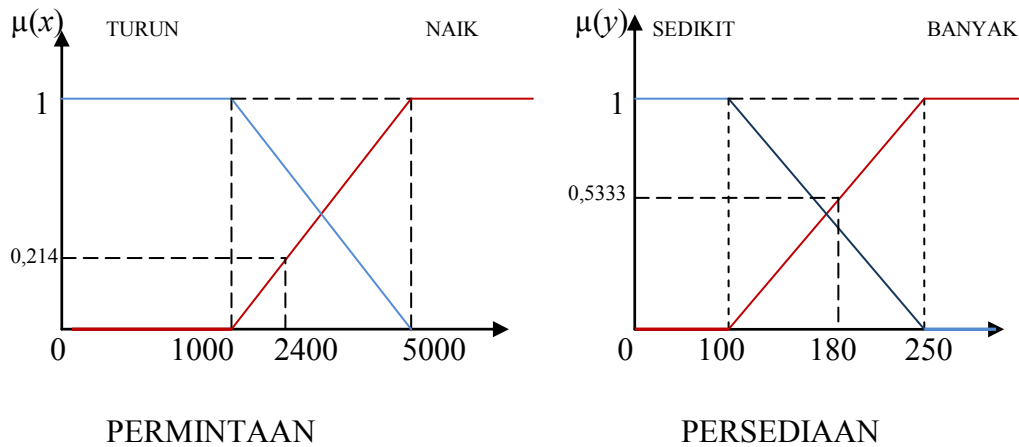 µ(x) TURUN NAIK
1
0,214
0 1000 2400 5000
PERMINTAAN
µ(y) SEDIKIT BANYAK
1
0,5333
0 100 180 250
PERSEDIAAN